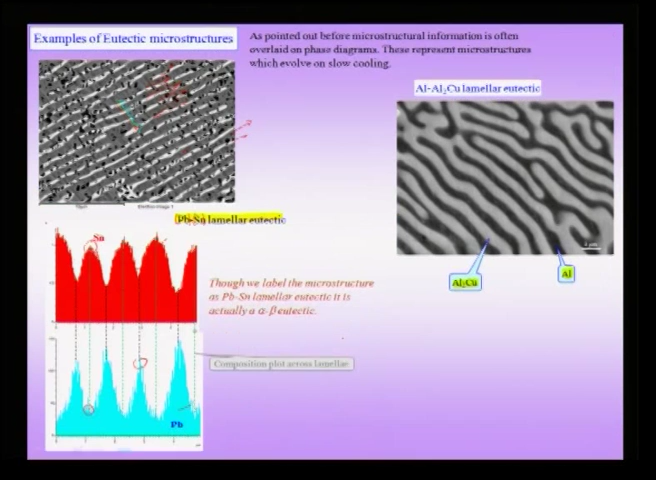 Examples of Eutectic microstructures
As pointed out before microstructural information is often
overlaid on phase diagrams. These represent microstructures
which evolve on slow cooling.
Al-Al₂Cu lamellar eutectic
Pb-Sn lamellar eutectic
Sn
Al₂Cu
Al
Though we label the microstructure
as Pb-Sn lamellar eutectic it is
actually a α-β eutectic.
Composition plot across lamellae
Pb